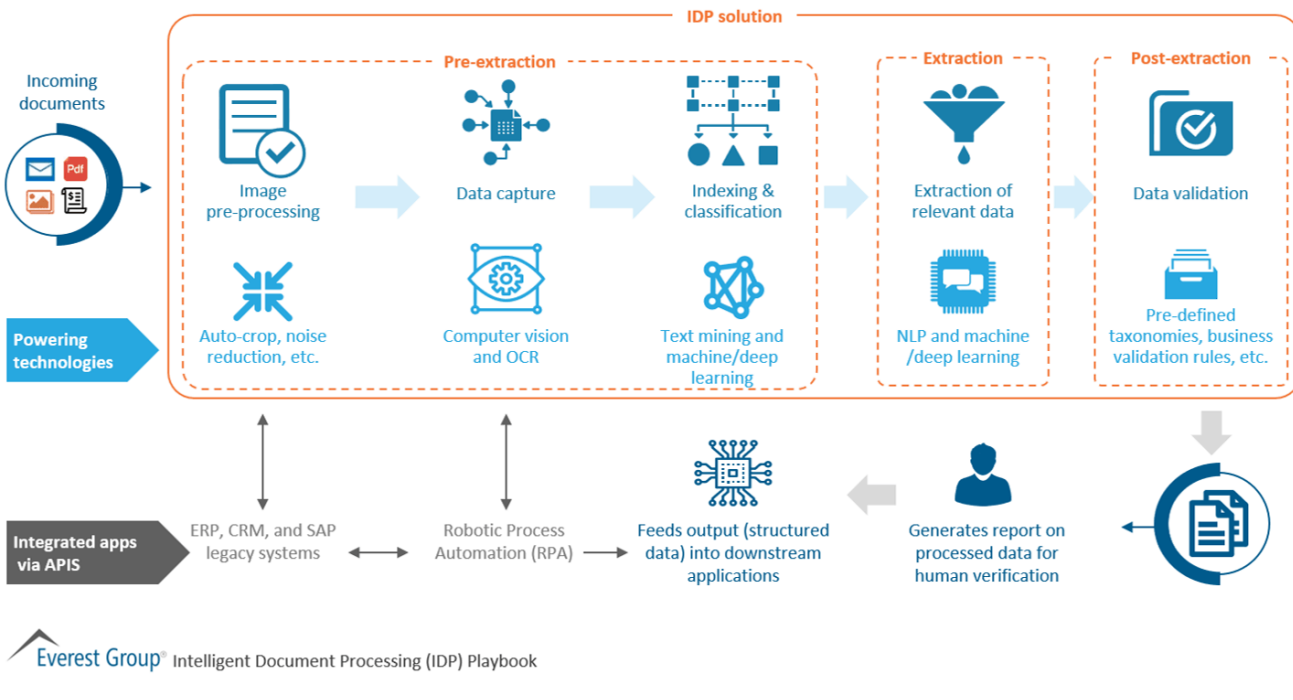 IDP solution
Incoming
documents
Pdf
Pre-extraction
Image
pre-processing
Data capture
Indexing &
classification
Extraction
Extraction of
relevant data
Post-extraction
Data validation
Powering
technologies
Auto-crop, noise
reduction, etc.
Computer vision
and OCR
Text mining and
machine/deep
learning
NLP and machine
/deep learning
Pre-defined
taxonomies, business
validation rules, etc.
Integrated apps
via APIS
ERP, CRM, and SAP
legacy systems
Robotic Process
Automation (RPA)
Feeds output (structured
data) into downstream
applications
Generates report on
processed data for
human verification
Everest Group® Intelligent Document Processing (IDP) Playbook